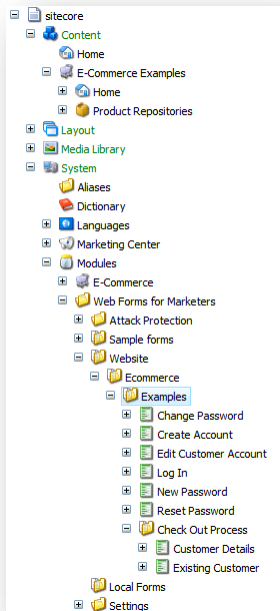 sitecore
Content
Home
E-Commerce Examples
Home
Product Repositories
Layout
Media Library
System
Aliases
Dictionary
Languages
Marketing Center
Modules
E-Commerce
Web Forms for Marketers
Attack Protection
Sample forms
Website
Ecommerce
Examples
Change Password
Create Account
Edit Customer Account
Log In
New Password
Reset Password
Check Out Process
Customer Details
Existing Customer
Local Forms
Settings